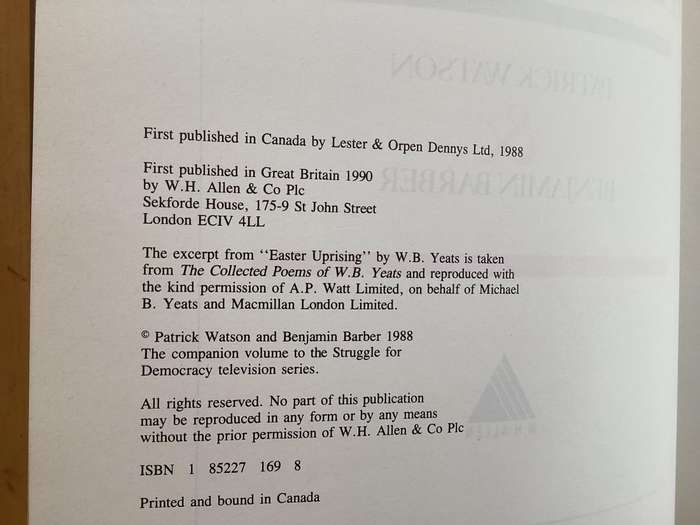 First published in Canada by Lester & Orpen Dennys Ltd, 1988
First published in Great Britain 1990
by W.H. Allen & Co Plc
Sekforde House, 175-9 St John Street
London ECIV 4LL
The excerpt from ‘‘Easter Uprising’’ by W.B. Yeats is taken
from The Collected Poems of W.B. Yeats and reproduced with
the kind permission of A.P. Watt Limited, on behalf of Michael
B. Yeats and Macmillan London Limited.
© Patrick Watson and Benjamin Barber 1988
The companion volume to the Struggle for
Democracy television series.
All rights reserved. No part of this publication
may be reproduced in any form or by any means
without the prior permission of W.H. Allen & Co Plc
ISBN 1 85227 169 8
Printed and bound in Canada
PATRICK WATSON
&
BENJAMIN BARBER
W.H. ALLEN